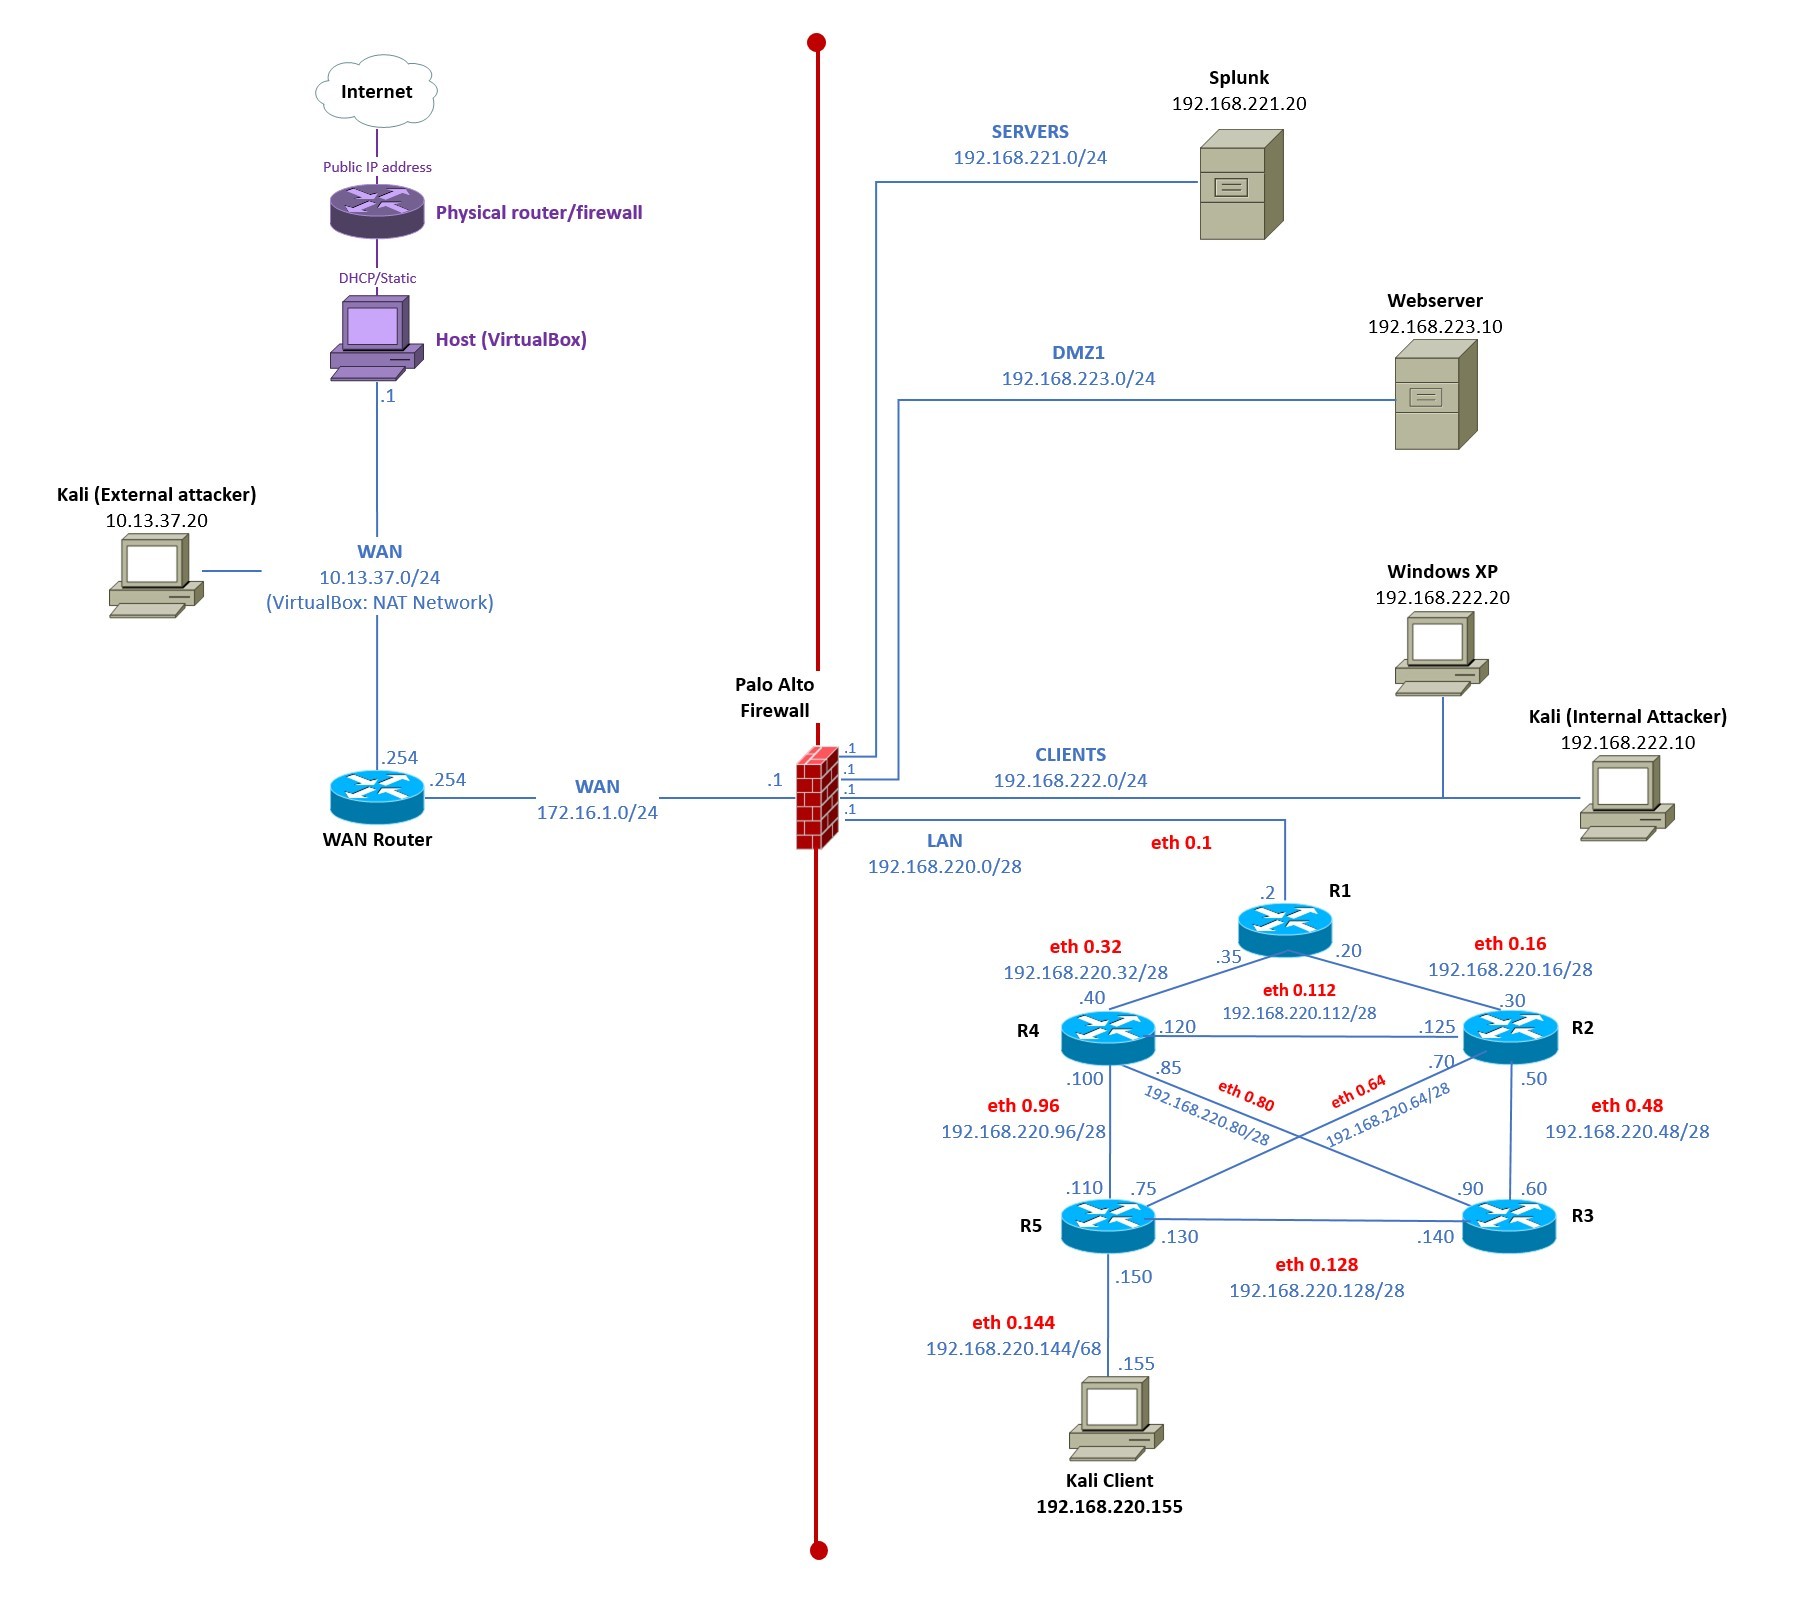 Internet
Public IP address
Physical router/firewall
DHCP/Static
Host (VirtualBox)
.1
Kali (External attacker)
10.13.37.20
WAN
10.13.37.0/24
(VirtualBox: NAT Network)
.254
.254
WAN Router
WAN
172.16.1.0/24
.1
Palo Alto
Firewall
.1
.1
.1
.1
Splunk
192.168.221.20
SERVERS
192.168.221.0/24
Webserver
192.168.223.10
DMZ1
192.168.223.0/24
Windows XP
192.168.222.20
Kali (Internal Attacker)
192.168.222.10
CLIENTS
192.168.222.0/24
LAN
192.168.220.0/28
eth 0.1
.2
R1
eth 0.32
192.168.220.32/28
.35
.20
eth 0.16
192.168.220.16/28
.40
eth 0.112
192.168.220.112/28
.30
R4
.120
.125
R2
.100
.85
.70
.50
eth 0.96
192.168.220.96/28
eth 0.80
192.168.220.80/28
eth 0.64
192.168.220.64/28
eth 0.48
192.168.220.48/28
.110
.75
.90
.60
R5
.130
.140
R3
.150
eth 0.128
192.168.220.128/28
eth 0.144
192.168.220.144/68
.155
Kali Client
192.168.220.155